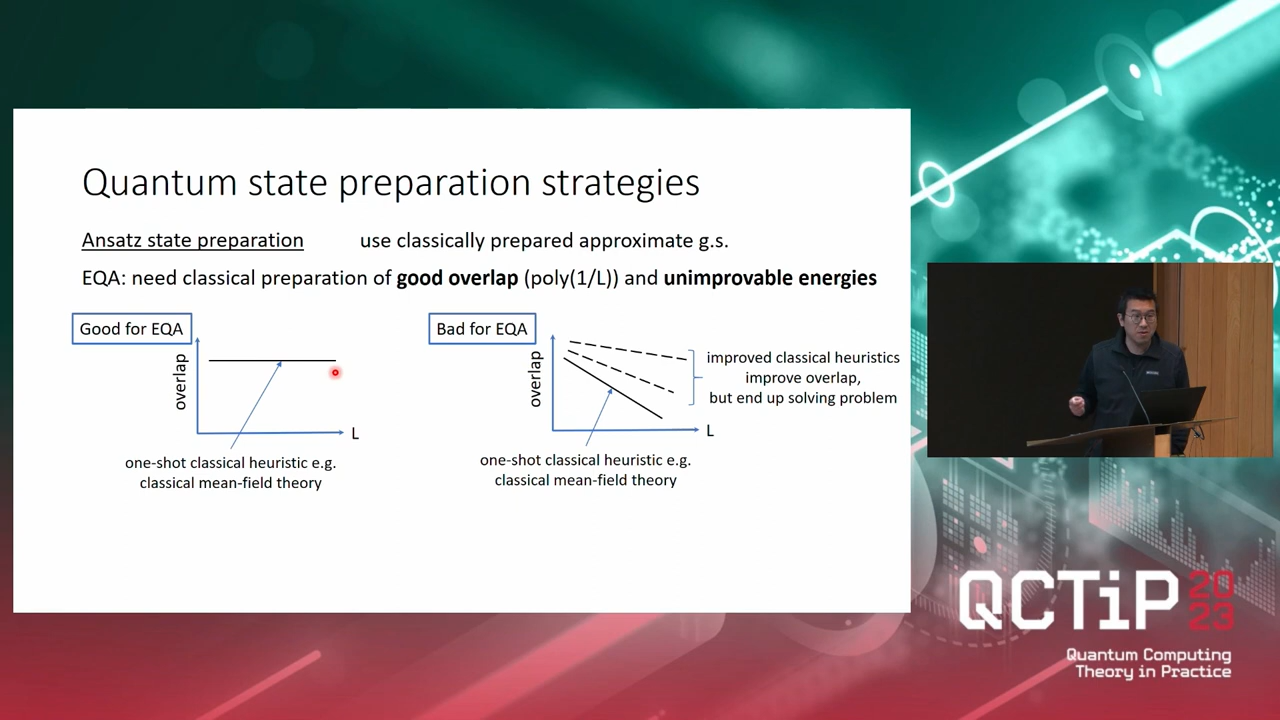 Quantum state preparation strategies
Ansatz state preparation use classically prepared approximate g.s.
EQA: need classical preparation of good overlap (poly(1/L)) and unimprovable energies
Good for EQA
overlap
L
one-shot classical heuristic e.g.
classical mean-field theory
Bad for EQA
overlap
improved classical heuristics
improve overlap,
but end up solving problem
L
one-shot classical heuristic e.g.
classical mean-field theory
QCTiP 20
23
Quantum Computing
Theory in Practice